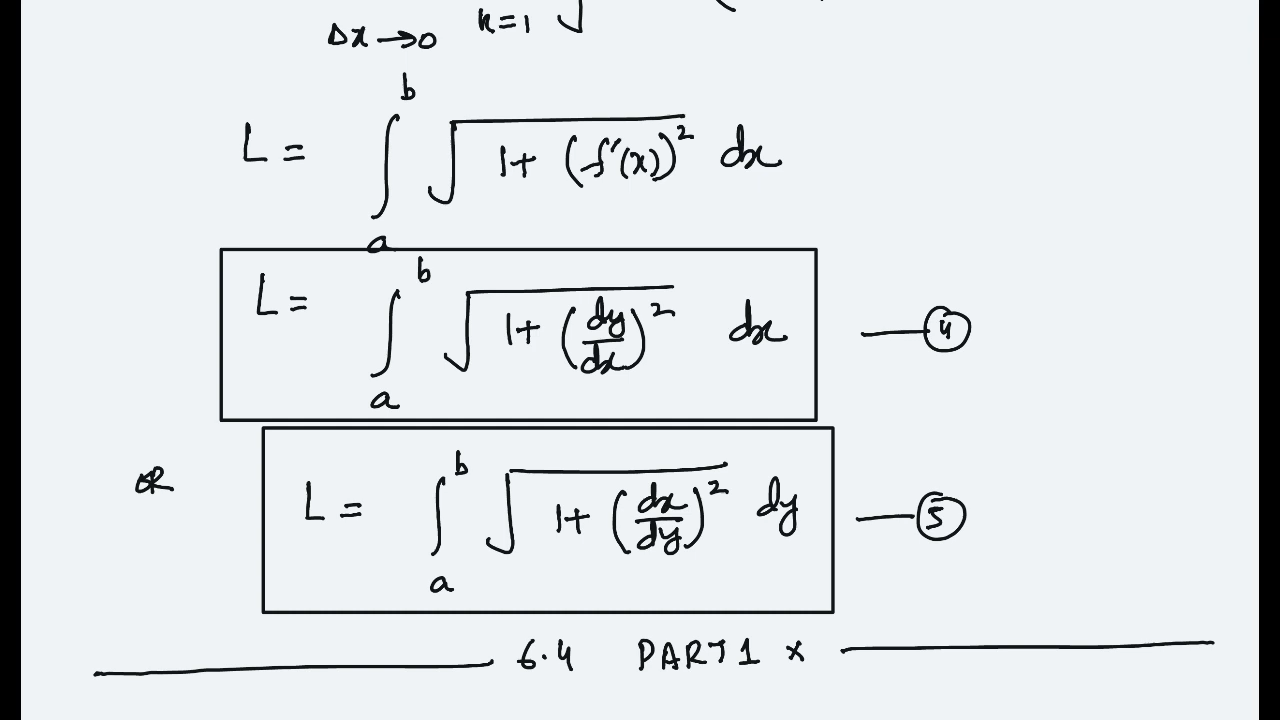 Δx → 0 k=1 √
L = ∫_a^b √(1 + (f'(x))²) dx
L = ∫_a^b √(1 + (dy/dx)²) dx — ④
OR L = ∫_a^b √(1 + (dx/dy)²) dy — ⑤
6.4 PART 1 x